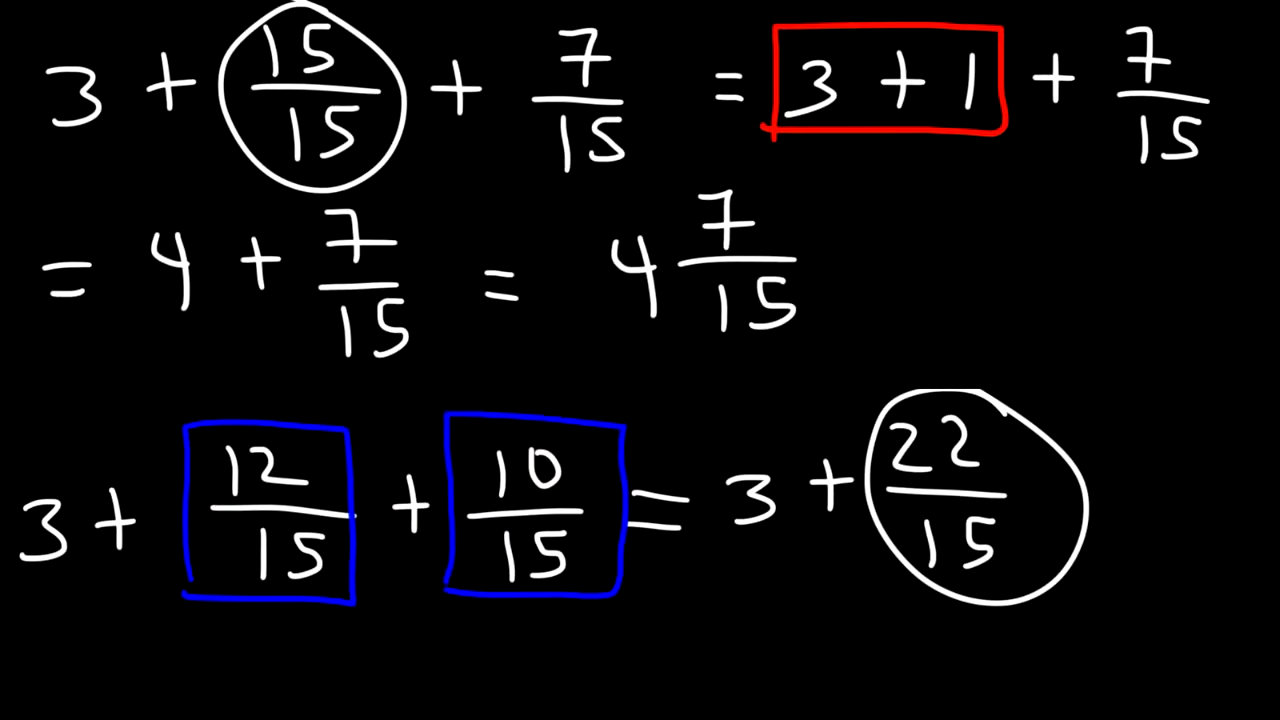 3 + 15/15 + 7/15 = 3 + 1 + 7/15
= 4 + 7/15 = 4 7/15
3 + 12/15 + 10/15 = 3 + 22/15